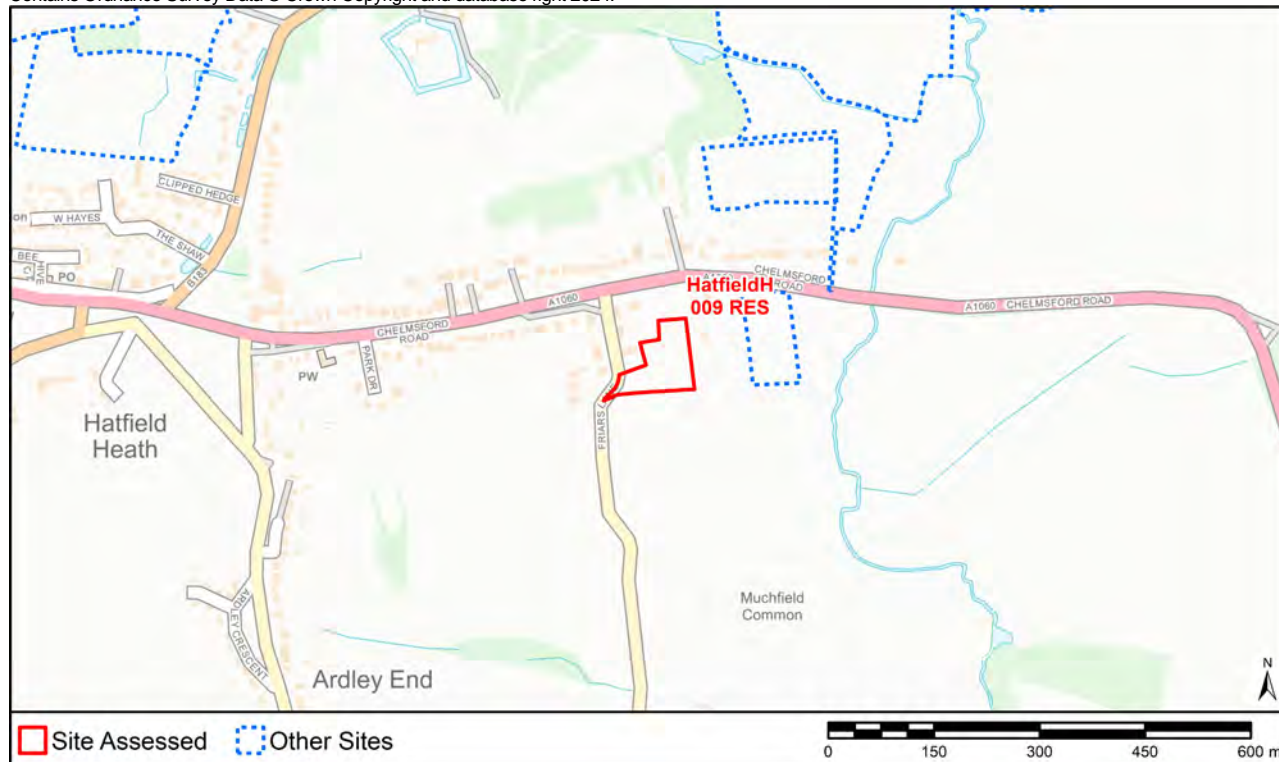 CLIPPED HEDGE
on
W HAYES
THE SHAW
BEE
HIVE
PO
B183
A1060
CHELMSFORD
ROAD
HatfieldH
009 RES
CHELMSFORD
ROAD
A1060 CHELMSFORD ROAD
PARK DR
PW
Hatfield
Heath
FRIARS
ARDLEY CRESCENT
Muchfield
Common
Ardley End
N
Site Assessed
Other Sites
0 150 300 450 600 m